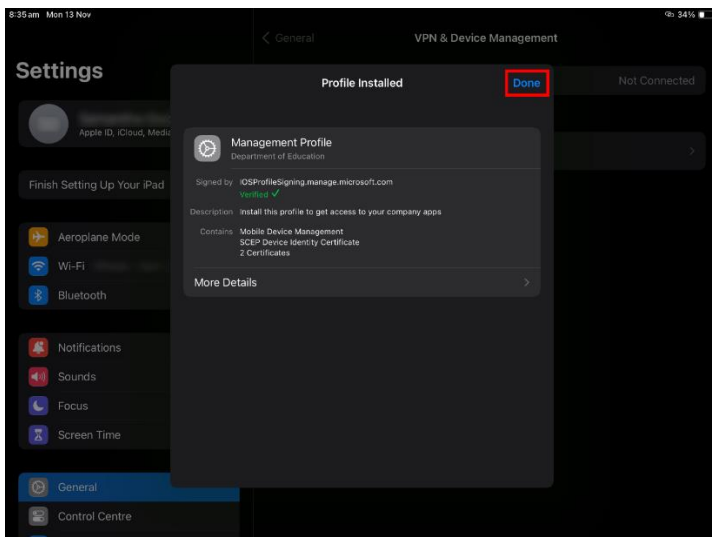 8:35 am Mon 13 Nov
34%
General
VPN & Device Management
Settings
Profile Installed
Done
Not Connected
Apple ID, iCloud, Media
Management Profile
Department of Education
Finish Setting Up Your iPad
Signed by iOSProfileSigning.manage.microsoft.com
Verified
Description Install this profile to get access to your company apps
Contains Mobile Device Management
SCEP Device Identity Certificate
2 Certificates
Aeroplane Mode
Wi-Fi
More Details
Bluetooth
Notifications
Sounds
Focus
Screen Time
General
Control Centre